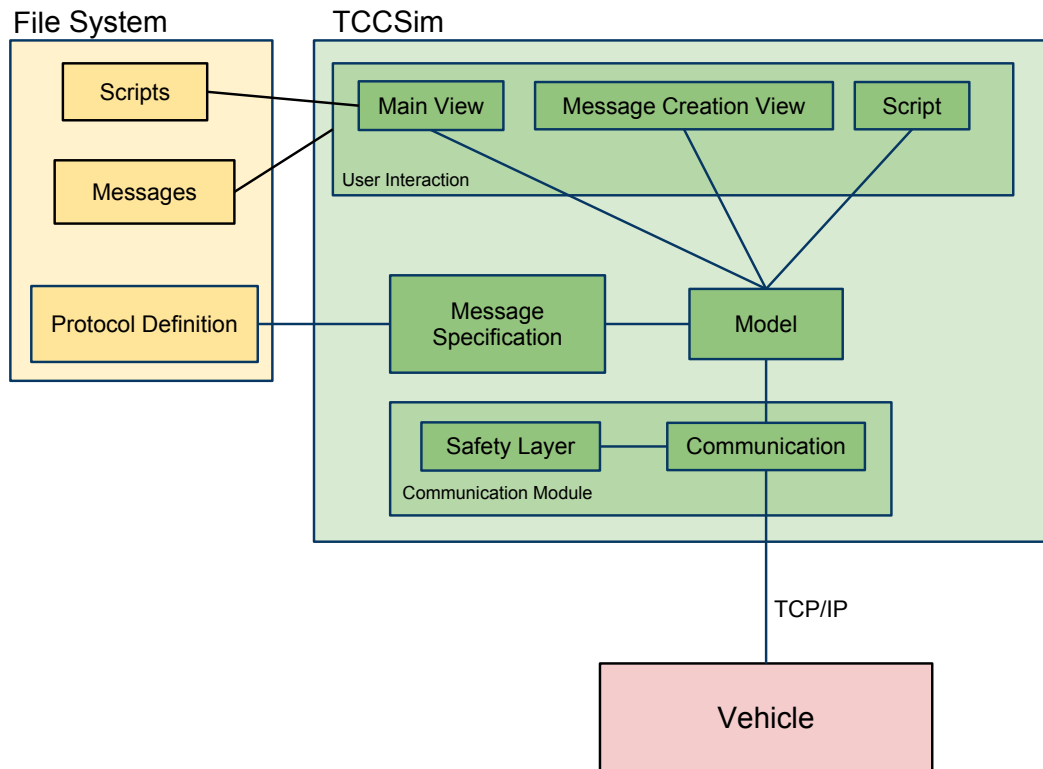 File System
TCCSim
Scripts
Messages
Protocol Definition
Main View
Message Creation View
Script
User Interaction
Message
Specification
Model
Safety Layer
Communication
Communication Module
TCP/IP
Vehicle